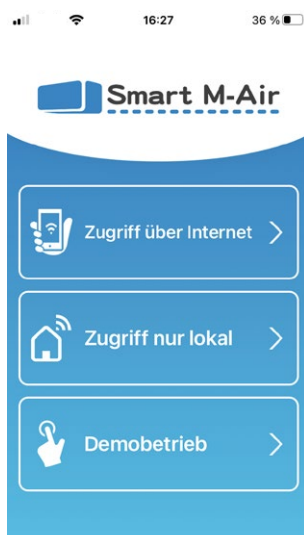 16:27
36 %
Smart M-Air
Zugriff über Internet
Zugriff nur lokal
Demobetrieb